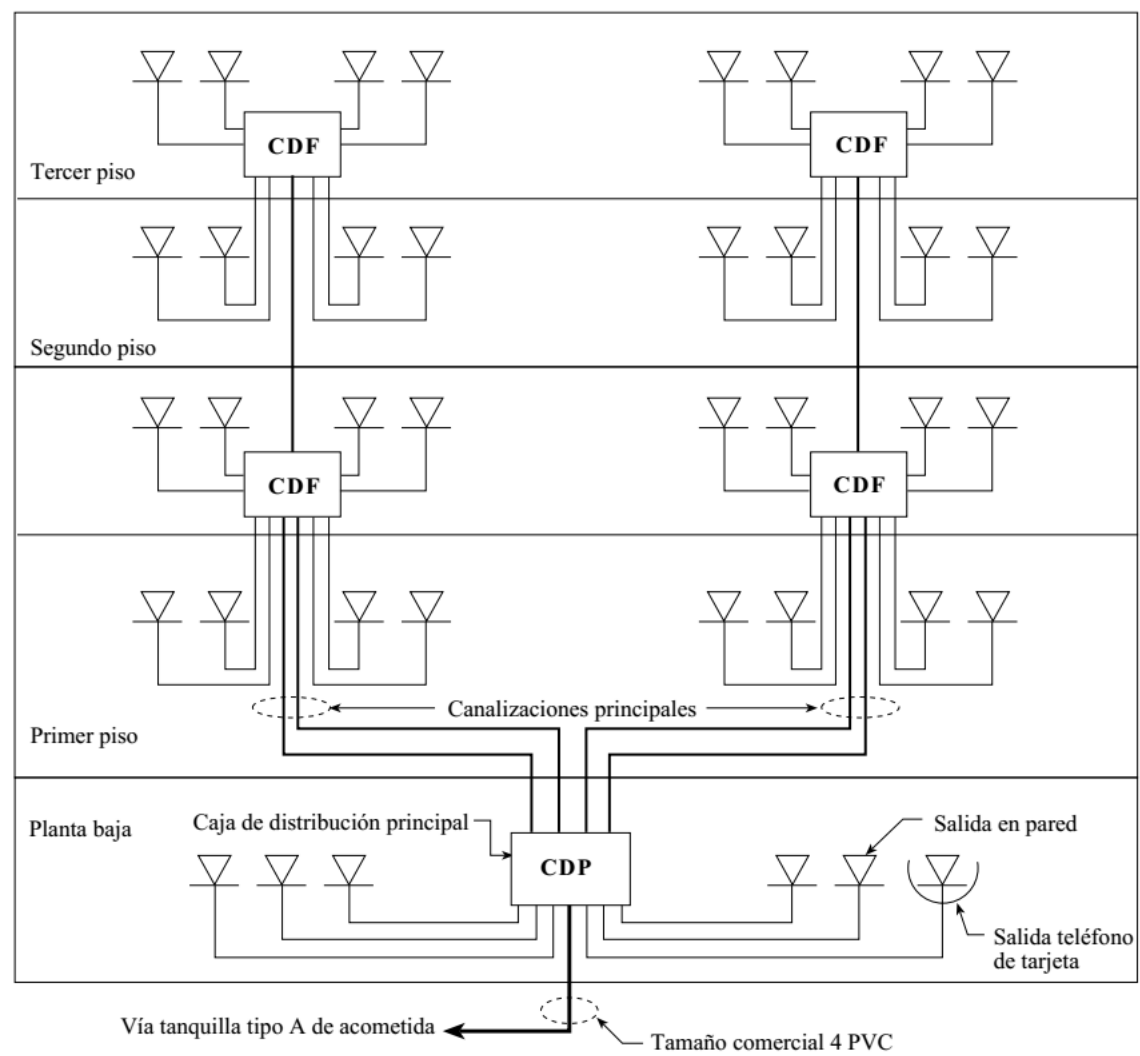 CDF
CDF
Tercer piso
Segundo piso
CDF
CDF
Canalizaciones principales
Primer piso
Planta baja
Caja de distribución principal
Salida en pared
CDP
Salida teléfono
de tarjeta
Vía tanquilla tipo A de acometida
Tamaño comercial 4 PVC